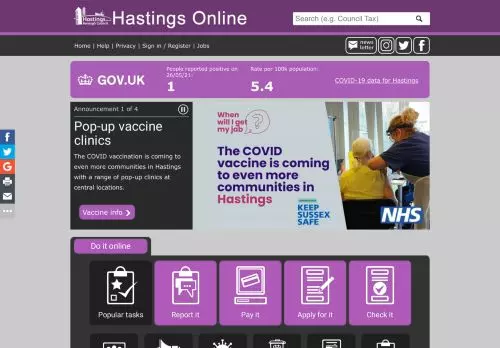 Hastings
Borough Council
Hastings Online
Search (e.g. Council Tax)
Home | Help | Privacy | Sign in / Register | Jobs
news
letter
GOV.UK
People reported positive on
26/05/21:
1
Rate per 100k population:
5.4
COVID-19 data for Hastings
Announcement 1 of 4
Pop-up vaccine
clinics
The COVID vaccination is coming to
even more communities in Hastings
with a range of pop-up clinics at
central locations.
Vaccine info ❯
When
will I get
my jab
?
The COVID
vaccine is coming
to even more
communities in
Hastings
KEEP
SUSSEX
SAFE
NHS
Do it online
Popular tasks
Report it
Pay it
Apply for it
Check it